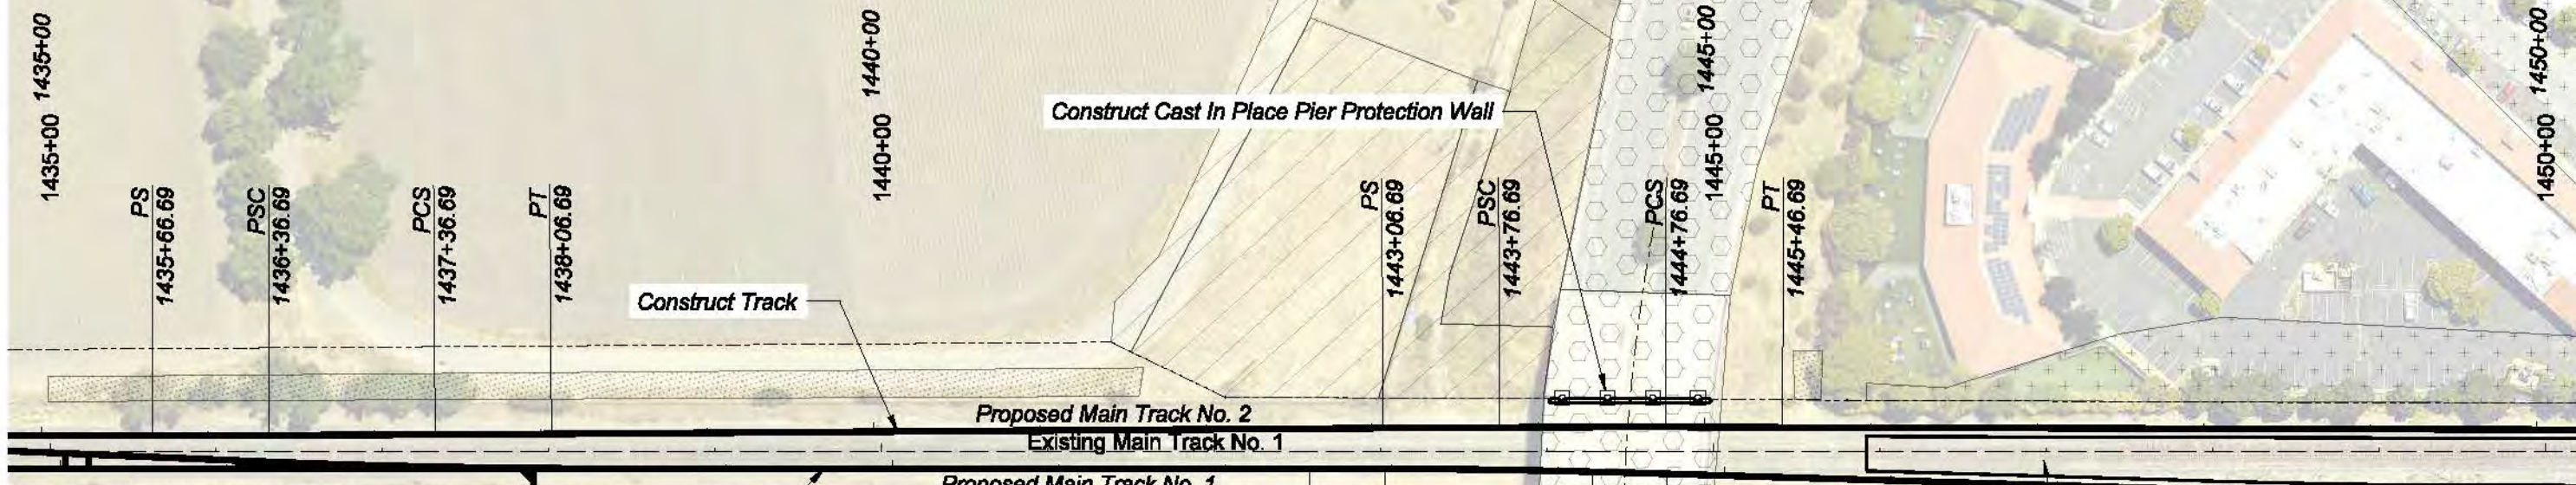 1435+00
1440+00
1445+00
1450+00
1435+00
1440+00
1445+00
1450+00
Construct Cast In Place Pier Protection Wall
PS
1435+66.69
PSC
1436+36.69
PCS
1437+36.69
PT
1438+06.69
PS
1443+06.69
PSC
1443+76.69
PCS
1444+76.69
PT
1445+46.69
Construct Track
Proposed Main Track No. 2
Existing Main Track No. 1
Proposed Main Track No. 1